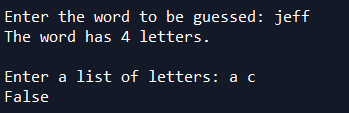 Enter the word to be guessed: jeff
The word has 4 letters.
Enter a list of letters: a c
False